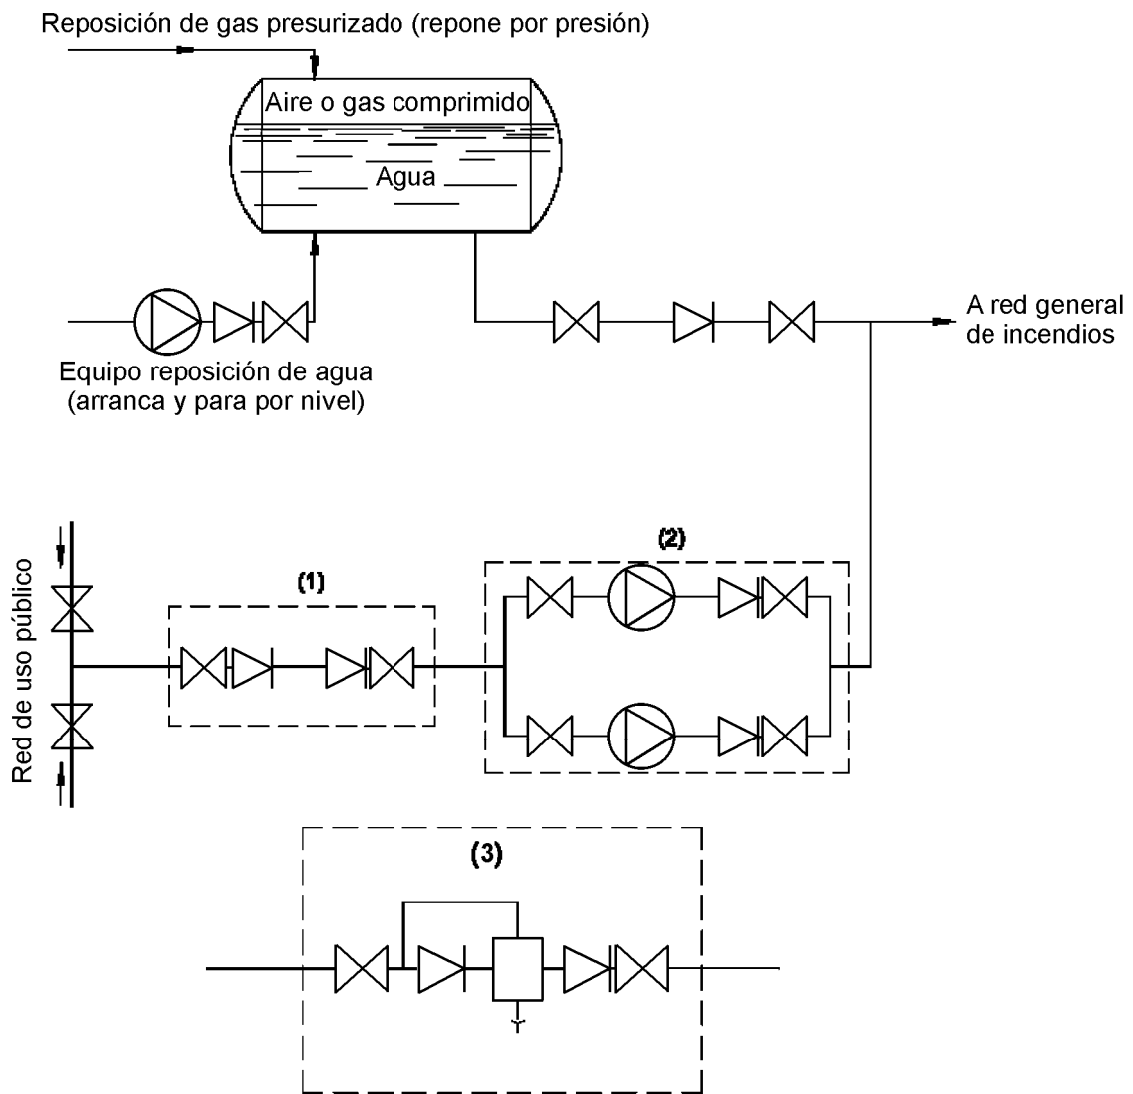 Reposición de gas presurizado (repone por presión)
Aire o gas comprimido
Agua
A red general
de incendios
Equipo reposición de agua
(arranca y para por nivel)
Red de uso público
(1)
(2)
(3)